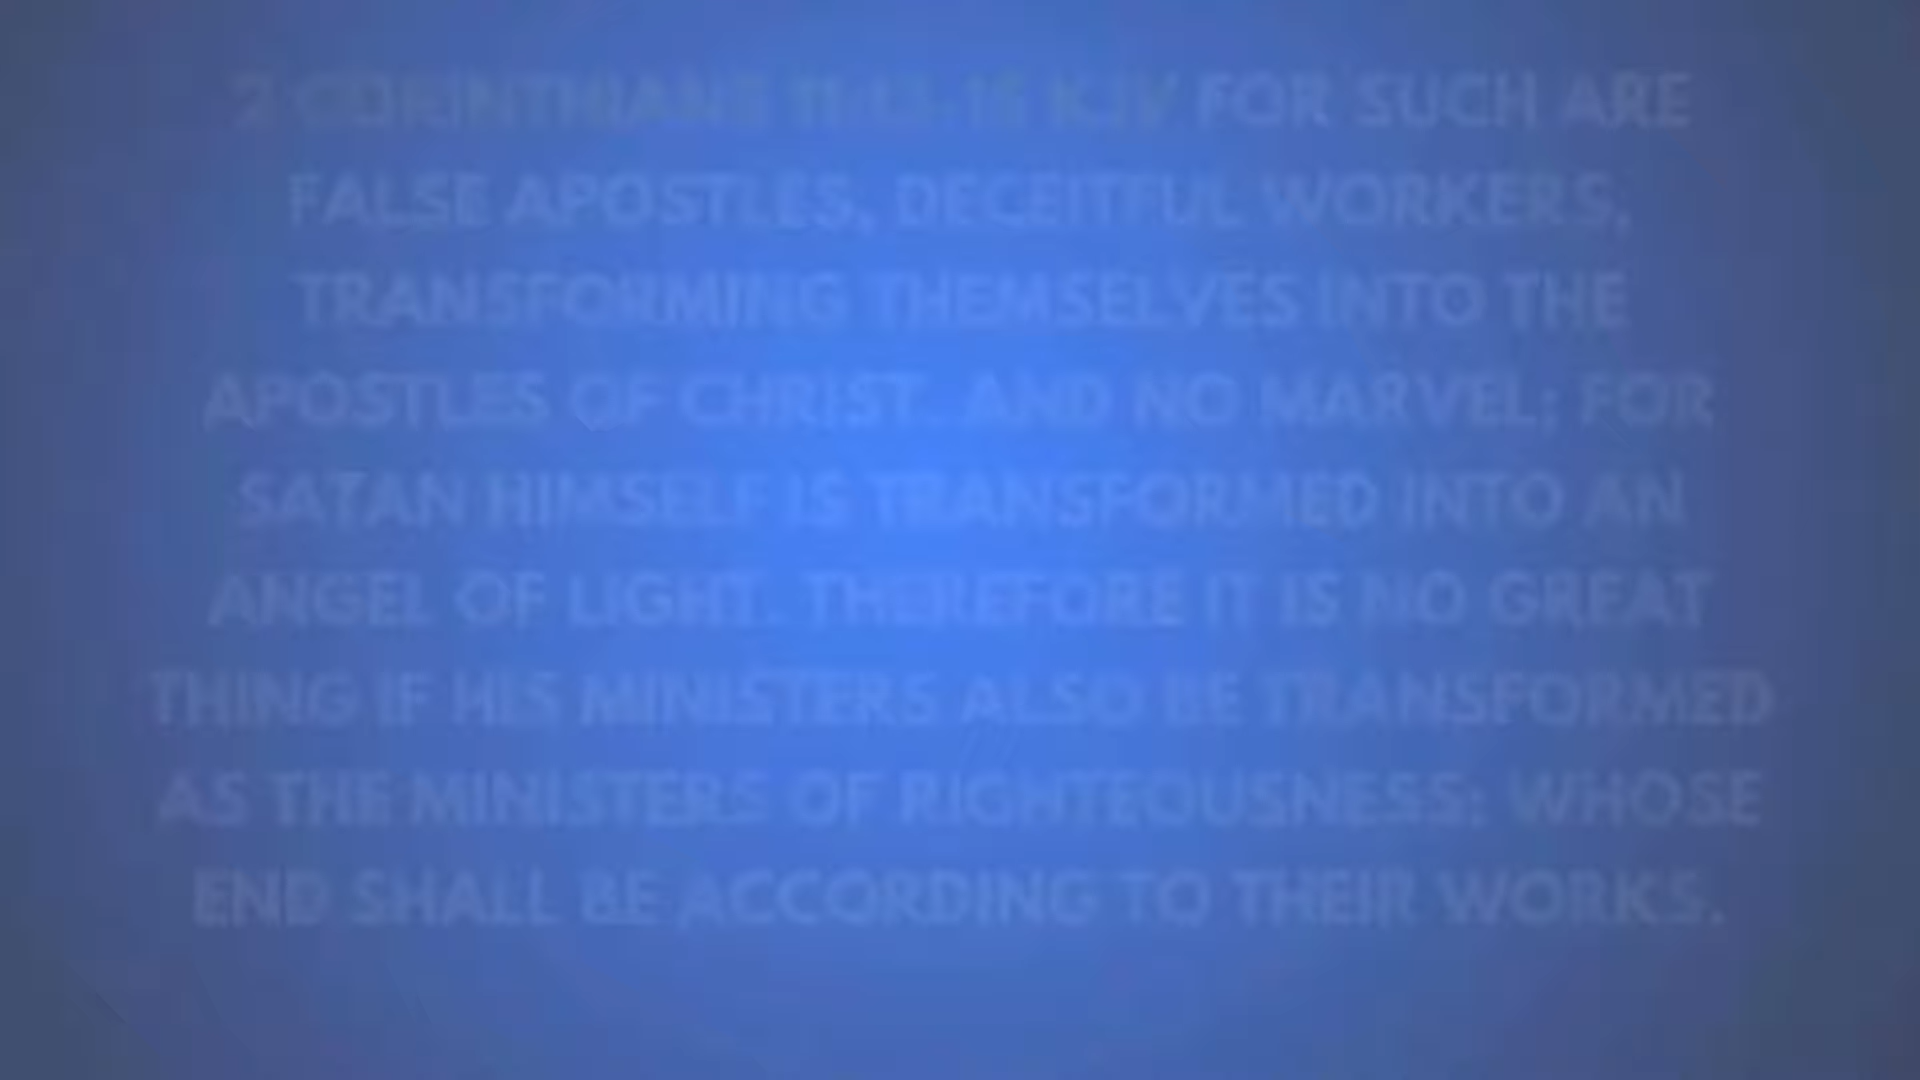 2 CORINTHIANS 11:13-15 KJV FOR SUCH ARE
FALSE APOSTLES, DECEITFUL WORKERS,
TRANSFORMING THEMSELVES INTO THE
APOSTLES OF CHRIST. AND NO MARVEL; FOR
SATAN HIMSELF IS TRANSFORMED INTO AN
ANGEL OF LIGHT. THEREFORE IT IS NO GREAT
THING IF HIS MINISTERS ALSO BE TRANSFORMED
AS THE MINISTERS OF RIGHTEOUSNESS; WHOSE
END SHALL BE ACCORDING TO THEIR WORKS.